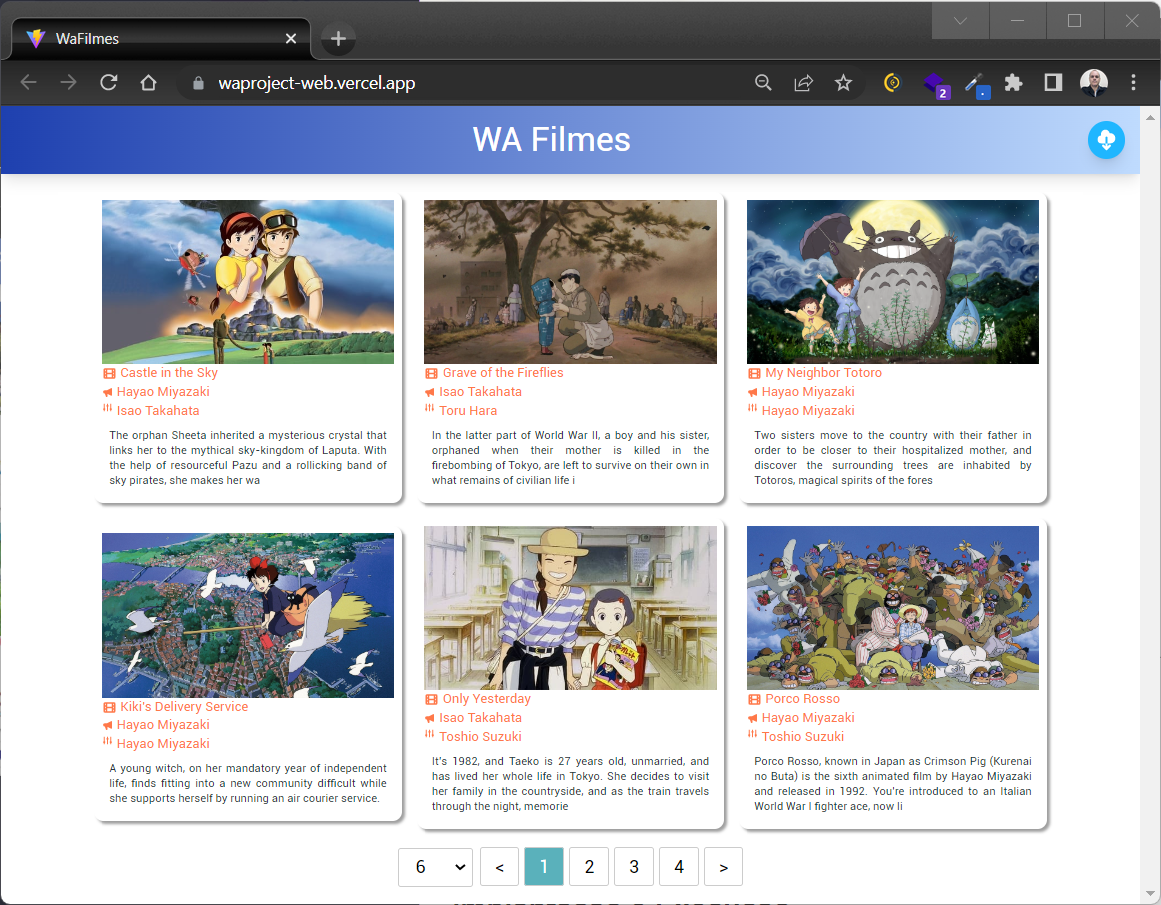 WaFilmes
waproject-web.vercel.app
2
WA Filmes
Castle in the Sky
Hayao Miyazaki
Isao Takahata
The orphan Sheeta inherited a mysterious crystal that
links her to the mythical sky-kingdom of Laputa. With
the help of resourceful Pazu and a rollicking band of
sky pirates, she makes her wa
Grave of the Fireflies
Isao Takahata
Toru Hara
In the latter part of World War II, a boy and his sister,
orphaned when their mother is killed in the
firebombing of Tokyo, are left to survive on their own in
what remains of civilian life i
My Neighbor Totoro
Hayao Miyazaki
Hayao Miyazaki
Two sisters move to the country with their father in
order to be closer to their hospitalized mother, and
discover the surrounding trees are inhabited by
Totoros, magical spirits of the fores
Kiki's Delivery Service
Hayao Miyazaki
Hayao Miyazaki
A young witch, on her mandatory year of independent
life, finds fitting into a new community difficult while
she supports herself by running an air courier service.
Only Yesterday
Isao Takahata
Toshio Suzuki
It's 1982, and Taeko is 27 years old, unmarried, and
has lived her whole life in Tokyo. She decides to visit
her family in the countryside, and as the train travels
through the night, memorie
Porco Rosso
Hayao Miyazaki
Toshio Suzuki
Porco Rosso, known in Japan as Crimson Pig (Kurenai
no Buta) is the sixth animated film by Hayao Miyazaki
and released in 1992. You're introduced to an Italian
World War I fighter ace, now li
6 < 1 2 3 4 >